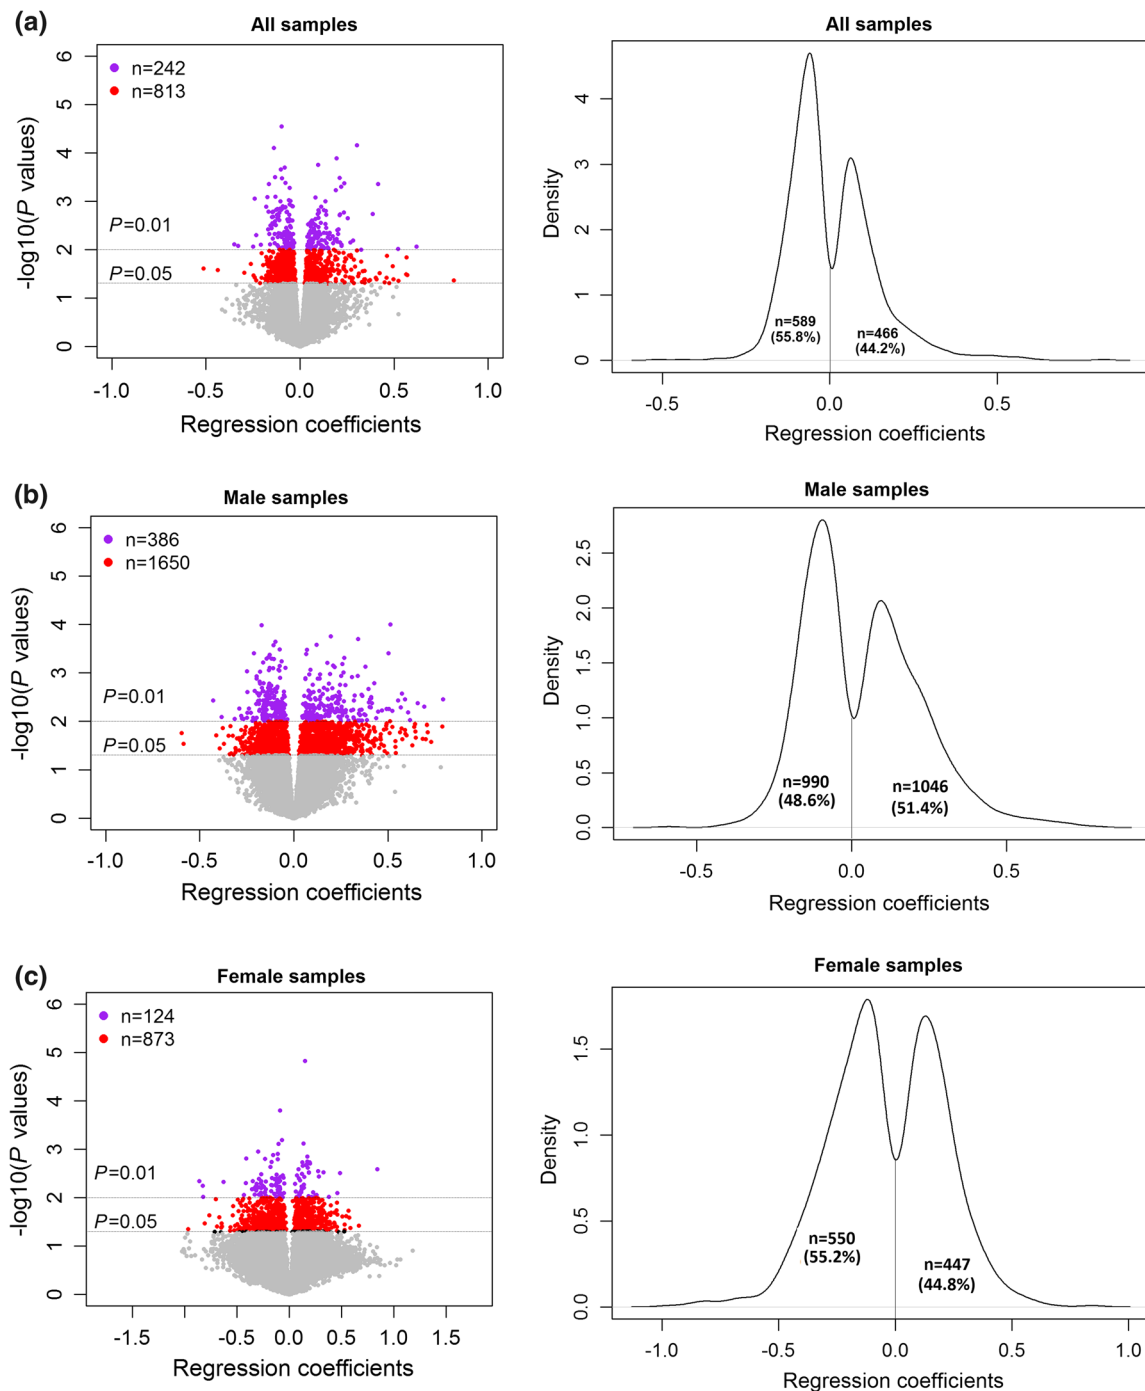 (a)
All samples
n=242
n=813
P=0.01
P=0.05
6
5
4
3
2
1
0
-log10(P values)
-1.0 -0.5 0.0 0.5 1.0
Regression coefficients
All samples
4
3
2
1
0
Density
n=589
(55.8%)
n=466
(44.2%)
-0.5 0.0 0.5
Regression coefficients
(b)
Male samples
n=386
n=1650
P=0.01
P=0.05
6
5
4
3
2
1
0
-log10(P values)
-1.0 -0.5 0.0 0.5 1.0
Regression coefficients
Male samples
2.5
2.0
1.5
1.0
0.5
0.0
Density
n=990
(48.6%)
n=1046
(51.4%)
-0.5 0.0 0.5
Regression coefficients
(c)
Female samples
n=124
n=873
P=0.01
P=0.05
6
5
4
3
2
1
0
-log10(P values)
-1.5 -0.5 0.0 0.5 1.0 1.5
Regression coefficients
Female samples
1.5
1.0
0.5
0.0
Density
n=550
(55.2%)
n=447
(44.8%)
-1.0 -0.5 0.0 0.5 1.0
Regression coefficients